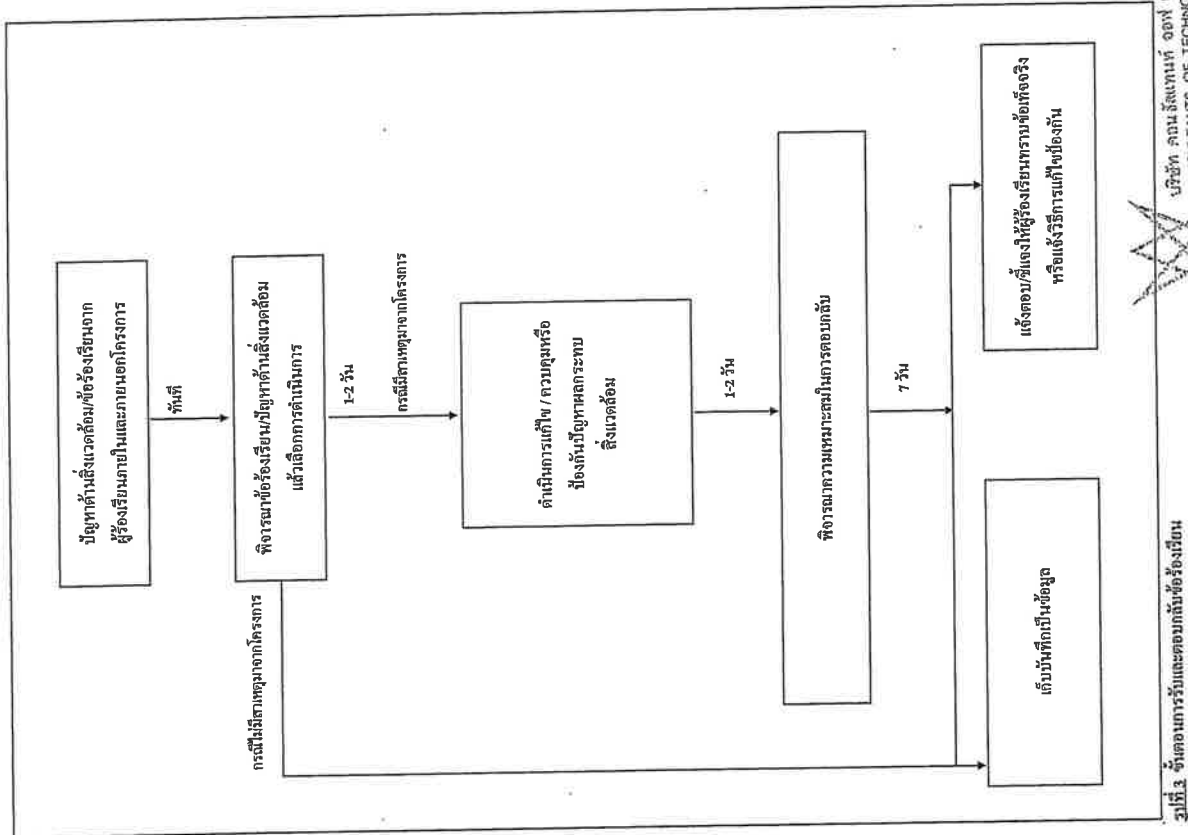 ปัญหาด้านสิ่งแวดล้อม/ข้อร้องเรียนจาก
ผู้ร้องเรียนภายในและภายนอกโครงการ
ทันที
พิจารณาข้อร้องเรียน/ปัญหาด้านสิ่งแวดล้อม
แล้วเลือกการดำเนินการ
กรณีไม่มีสาเหตุมาจากโครงการ
1-2 วัน
กรณีมีสาเหตุมาจากโครงการ
ดำเนินการแก้ไข / ควบคุมหรือ
ป้องกันปัญหาผลกระทบ
สิ่งแวดล้อม
1-2 วัน
พิจารณาความเหมาะสมในการตอบกลับ
7 วัน
เก็บบันทึกเป็นข้อมูล
แจ้งตอบ/ชี้แจงให้ผู้ร้องเรียนทราบข้อเท็จจริง
หรือแจ้งวิธีการแก้ไขป้องกัน
รูปที่ 3 ขั้นตอนการรับและตอบกลับข้อร้องเรียน
บริษัท คอนซัลแทนท์ ออฟ
OF TECHNO